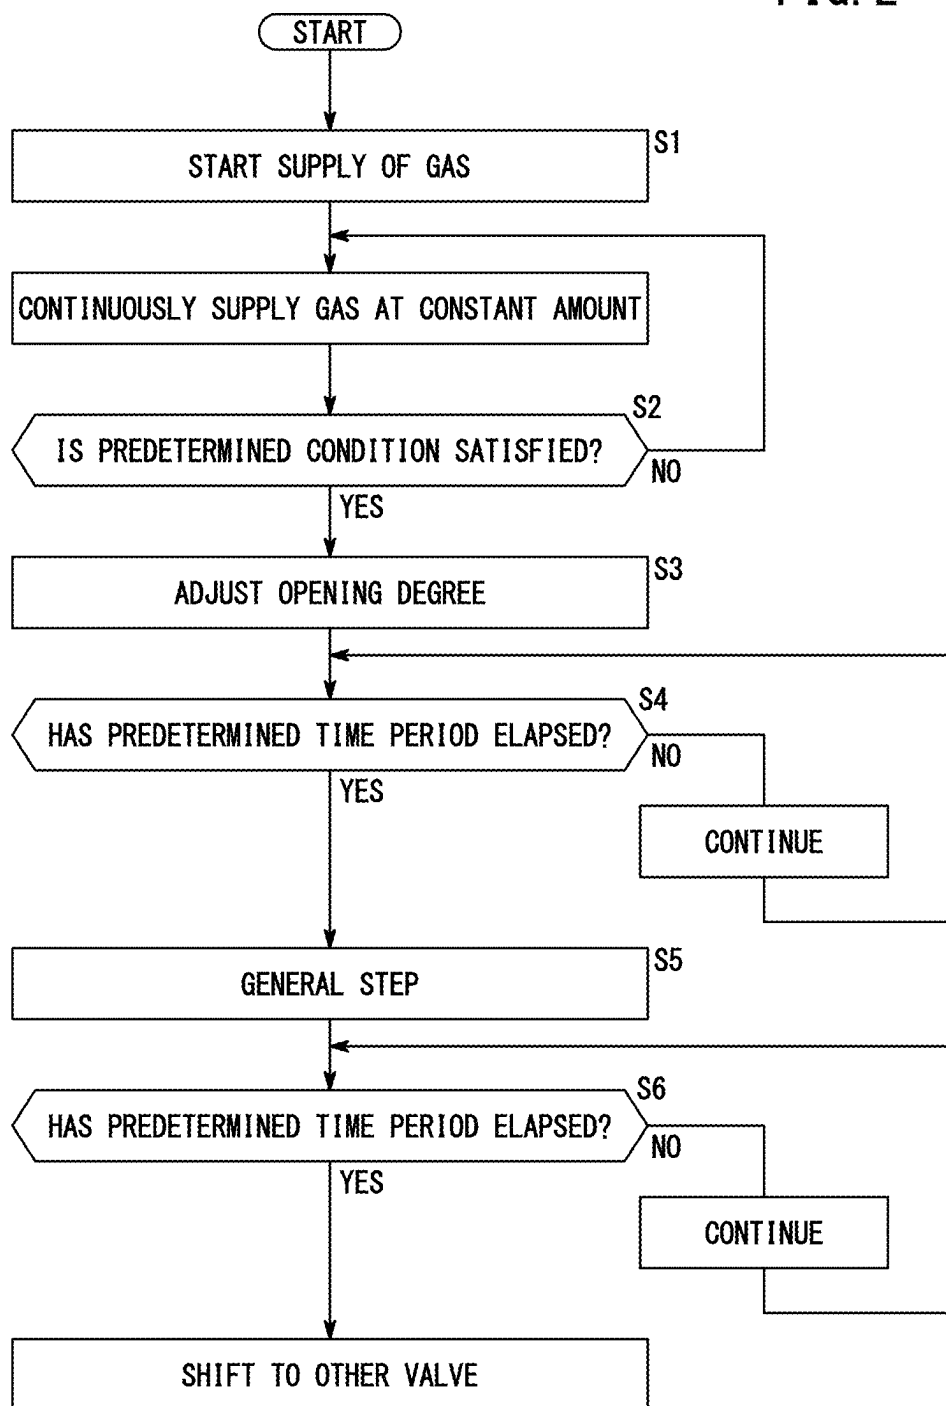 START
START SUPPLY OF GAS
S1
CONTINUOUSLY SUPPLY GAS AT CONSTANT AMOUNT
S2
IS PREDETERMINED CONDITION SATISFIED?
NO
YES
ADJUST OPENING DEGREE
S3
S4
HAS PREDETERMINED TIME PERIOD ELAPSED?
NO
YES
CONTINUE
GENERAL STEP
S5
S6
HAS PREDETERMINED TIME PERIOD ELAPSED?
NO
YES
CONTINUE
SHIFT TO OTHER VALVE